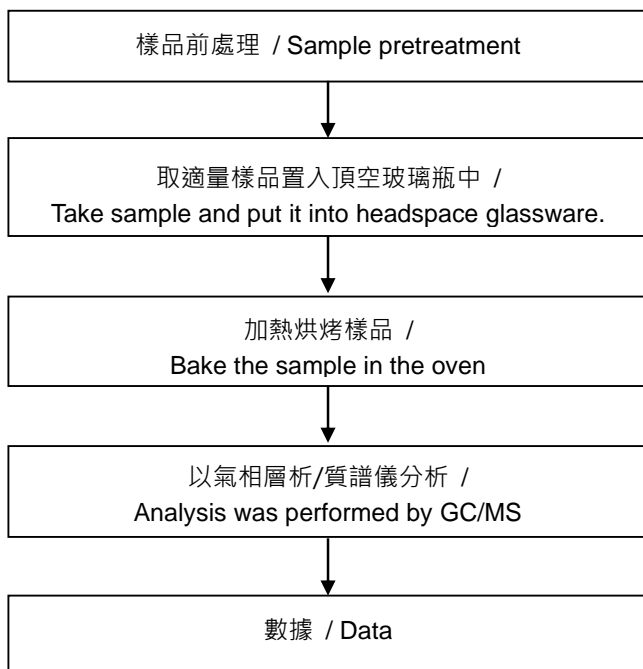 樣品前處理 / Sample pretreatment
取適量樣品置入頂空玻璃瓶中 /
Take sample and put it into headspace glassware.
加熱烘烤樣品 /
Bake the sample in the oven
以氣相層析/質譜儀分析 /
Analysis was performed by GC/MS
數據 / Data